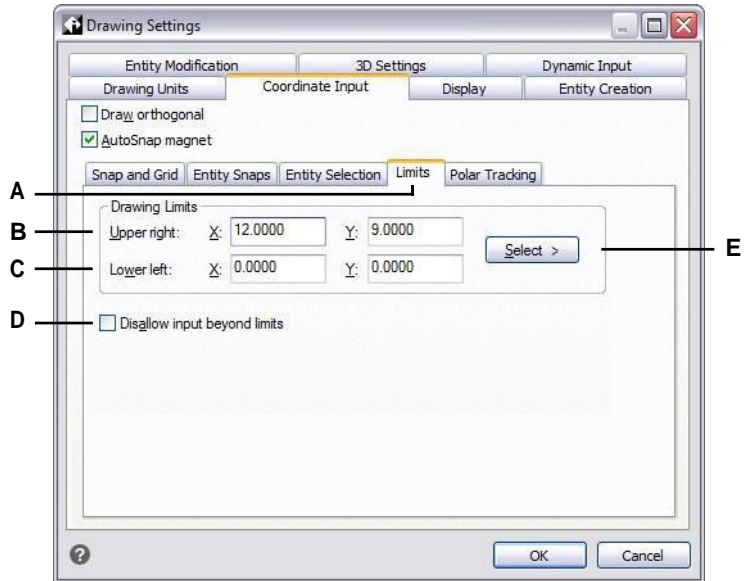 Drawing Settings
Entity Modification 3D Settings Dynamic Input
Drawing Units Coordinate Input Display Entity Creation
Draw orthogonal
AutoSnap magnet
Snap and Grid Entity Snaps Entity Selection Limits Polar Tracking
A
Drawing Limits
B Upper right: X: 12.0000 Y: 9.0000
Select > E
C Lower left: X: 0.0000 Y: 0.0000
D Disallow input beyond limits
? OK Cancel